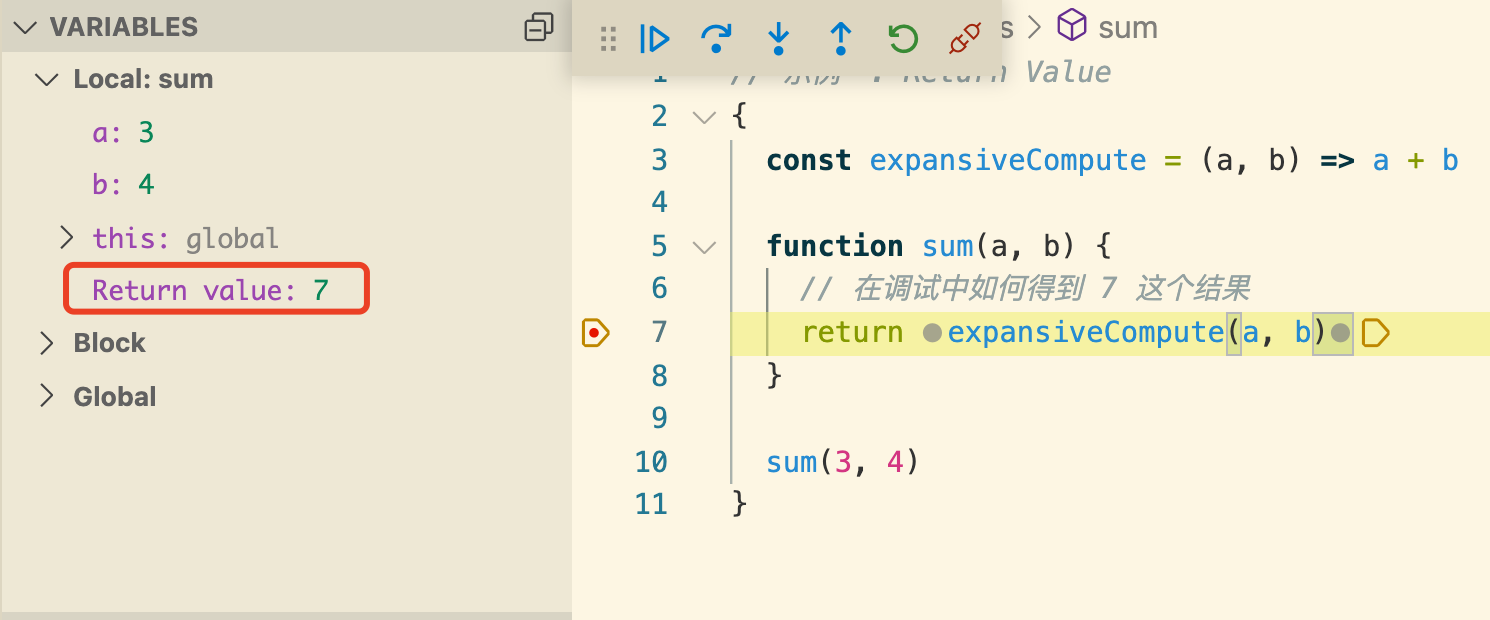 VARIABLES
Local: sum
a: 3
b: 4
this: global
Return value: 7
Block
Global
s > sum
1 // 示例 : Return Value
2 {
3 const expansiveCompute = (a, b) => a + b
4
5 function sum(a, b) {
6 // 在调试中如何得到 7 这个结果
7 return expansiveCompute(a, b)
8 }
9
10 sum(3, 4)
11 }